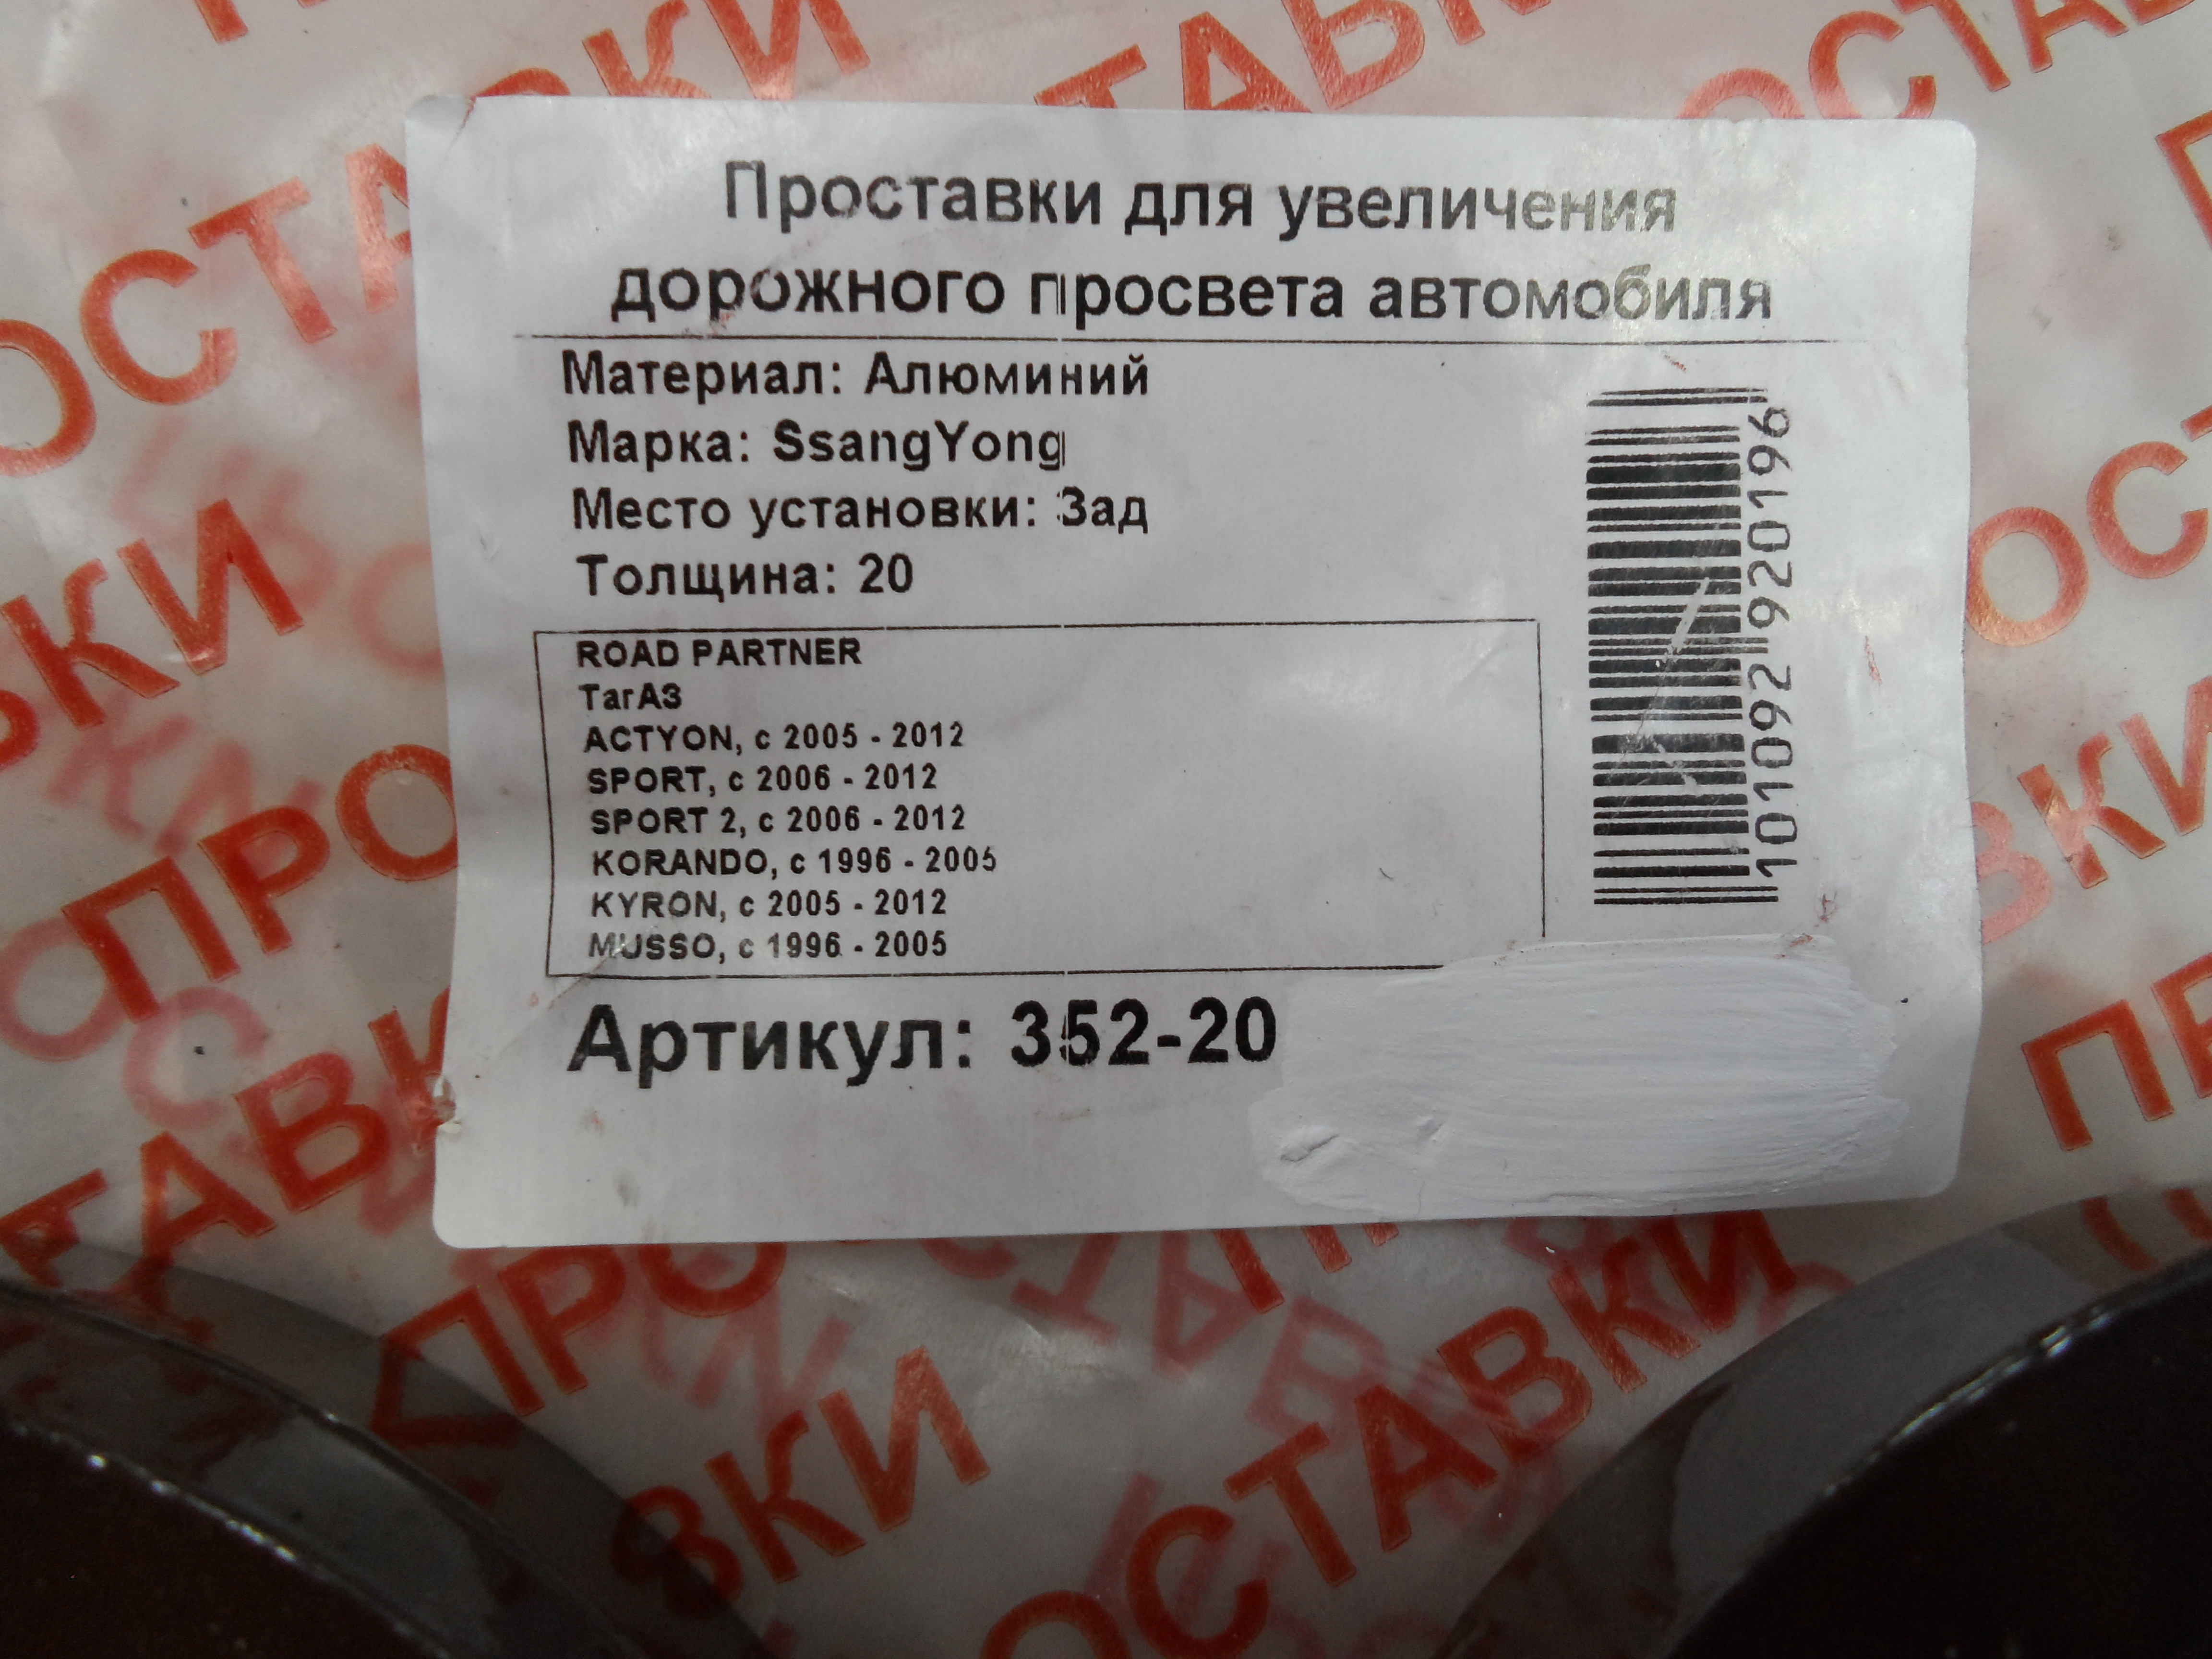 Проставки для увеличения
дорожного просвета автомобиля
Материал: Алюминий
Марка: SsangYong
Место установки: Зад
Толщина: 20
ROAD PARTNER
ТагАЗ
ACTYON, с 2005 - 2012
SPORT, с 2006 - 2012
SPORT 2, с 2006 - 2012
KORANDO, с 1996 - 2005
KYRON, с 2005 - 2012
MUSSO, с 1996 - 2005
Артикул: 352-20
101092 920196